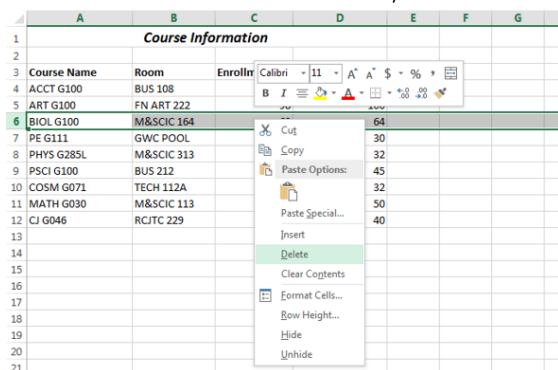 A B C D E F G
1 Course Information
2
3 Course Name Room Enrollm
Calibri 11 A A $ % ,
B I A .00 .0
4 ACCT G100 BUS 108
5 ART G100 FN ART 222
6 BIOL G100 M&SCIC 164 64
7 PE G111 GWC POOL 30
8 PHYS G285L M&SCIC 313 32
9 PSCI G100 BUS 212 45
10 COSM G071 TECH 112A 32
11 MATH G030 M&SCIC 113 50
12 CJ G046 RCJTC 229 40
13
14
15
16
17
18
19
20
21
Cut
Copy
Paste Options:
Paste Special...
Insert
Delete
Clear Contents
Format Cells...
Row Height...
Hide
Unhide